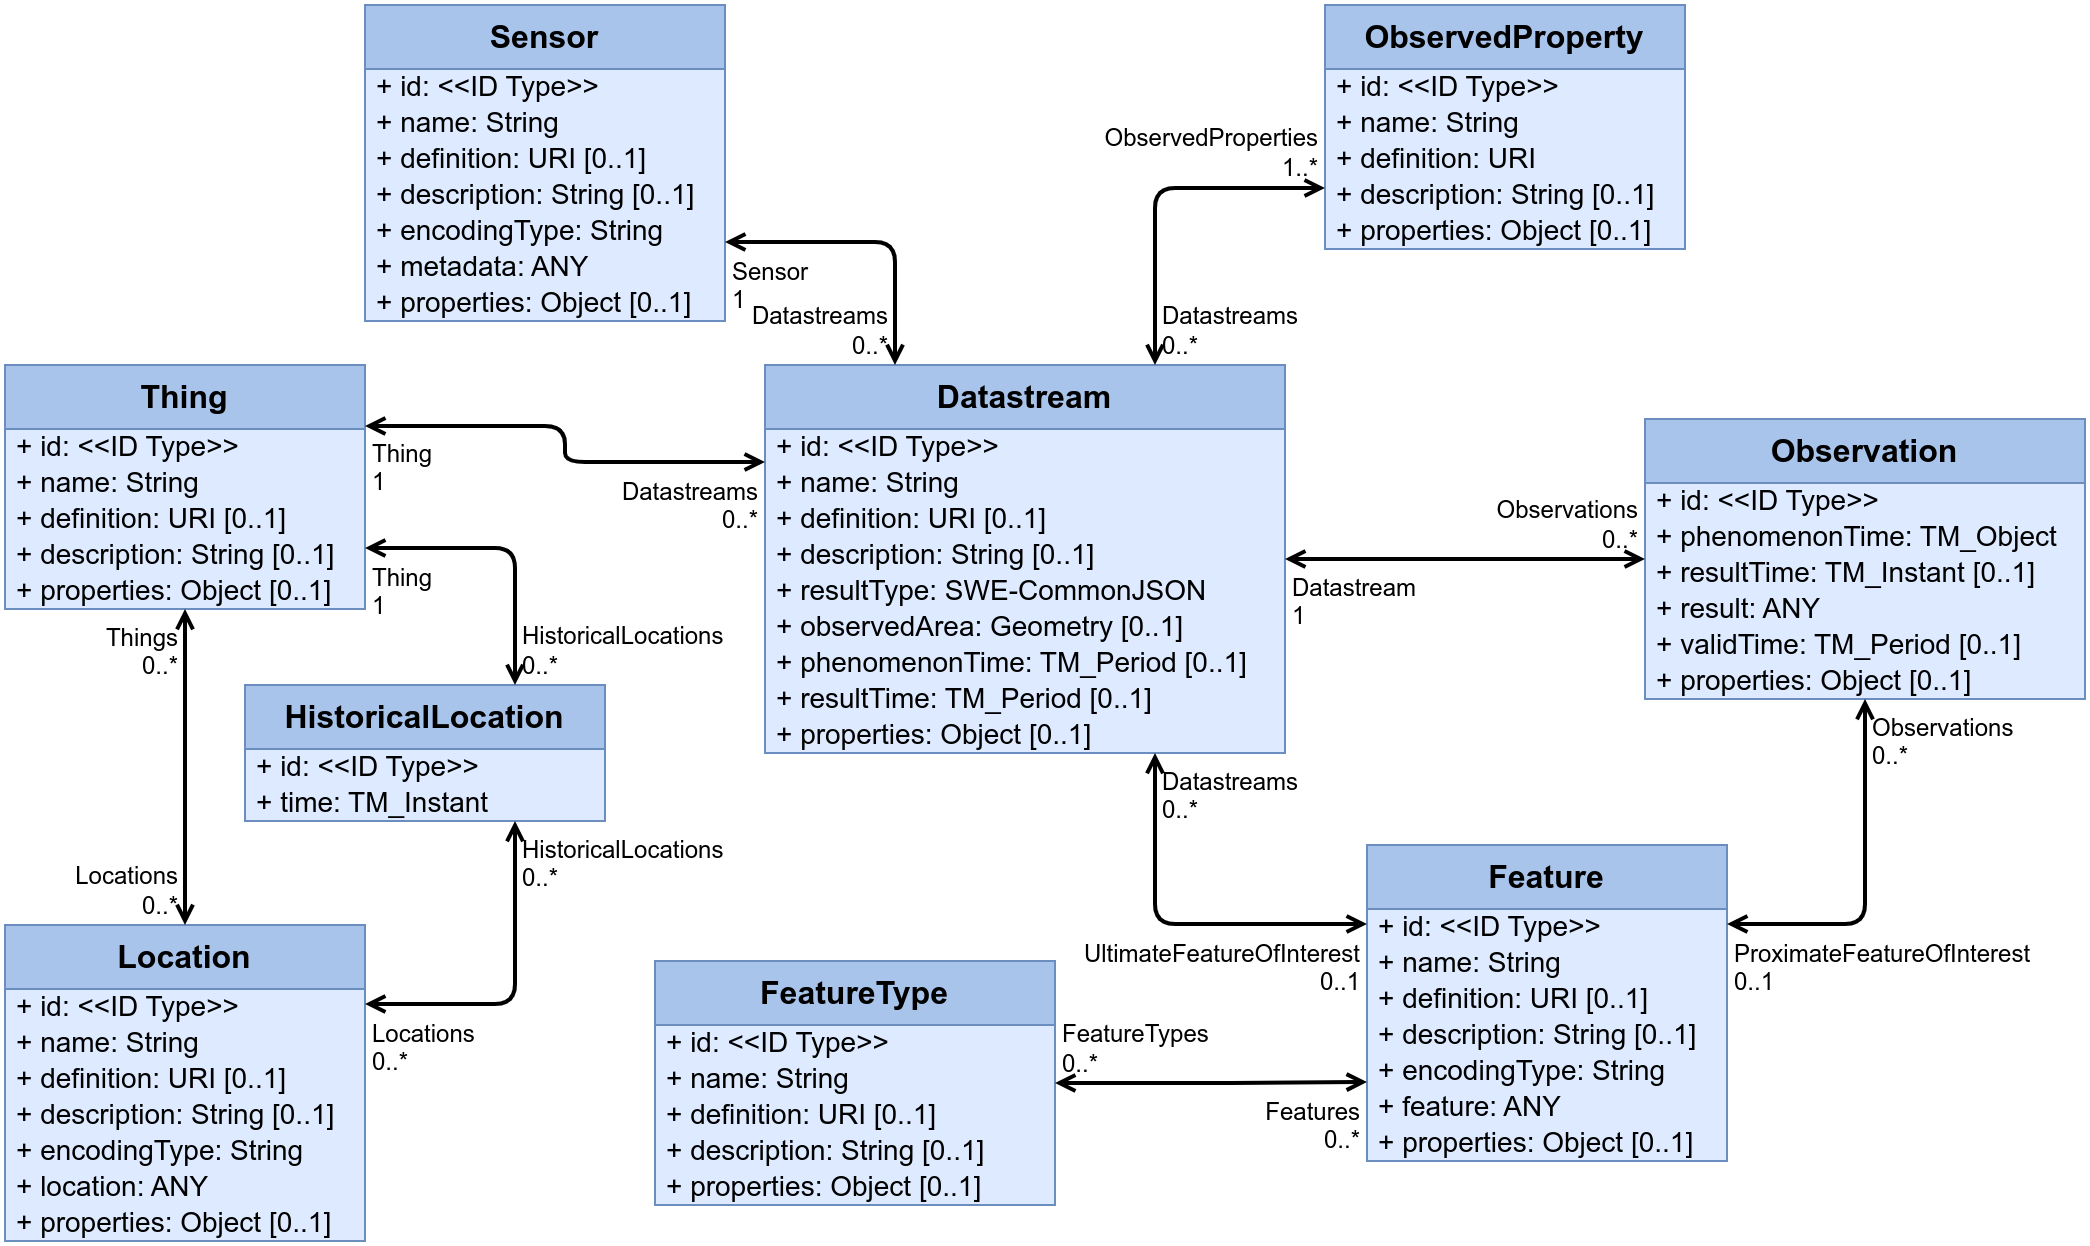 Sensor
+ id: <<ID Type>>
+ name: String
+ definition: URI [0..1]
+ description: String [0..1]
+ encodingType: String
+ metadata: ANY
+ properties: Object [0..1]
ObservedProperty
+ id: <<ID Type>>
+ name: String
+ definition: URI
+ description: String [0..1]
+ properties: Object [0..1]
ObservedProperties
1..*
Sensor
1
Datastreams
0..*
Datastreams
0..*
Thing
+ id: <<ID Type>>
+ name: String
+ definition: URI [0..1]
+ description: String [0..1]
+ properties: Object [0..1]
Thing
1
Datastreams
0..*
Thing
1
HistoricalLocations
0..*
Datastream
+ id: <<ID Type>>
+ name: String
+ definition: URI [0..1]
+ description: String [0..1]
+ resultType: SWE-CommonJSON
+ observedArea: Geometry [0..1]
+ phenomenonTime: TM_Period [0..1]
+ resultTime: TM_Period [0..1]
+ properties: Object [0..1]
Observations
0..*
Datastream
1
Observation
+ id: <<ID Type>>
+ phenomenonTime: TM_Object
+ resultTime: TM_Instant [0..1]
+ result: ANY
+ validTime: TM_Period [0..1]
+ properties: Object [0..1]
Things
0..*
HistoricalLocation
+ id: <<ID Type>>
+ time: TM_Instant
HistoricalLocations
0..*
Locations
0..*
Datastreams
0..*
Observations
0..*
Location
+ id: <<ID Type>>
+ name: String
+ definition: URI [0..1]
+ description: String [0..1]
+ encodingType: String
+ location: ANY
+ properties: Object [0..1]
Locations
0..*
FeatureType
+ id: <<ID Type>>
+ name: String
+ definition: URI [0..1]
+ description: String [0..1]
+ properties: Object [0..1]
UltimateFeatureOfInterest
0..1
FeatureTypes
0..*
Features
0..*
Feature
+ id: <<ID Type>>
+ name: String
+ definition: URI [0..1]
+ description: String [0..1]
+ encodingType: String
+ feature: ANY
+ properties: Object [0..1]
ProximateFeatureOfInterest
0..1